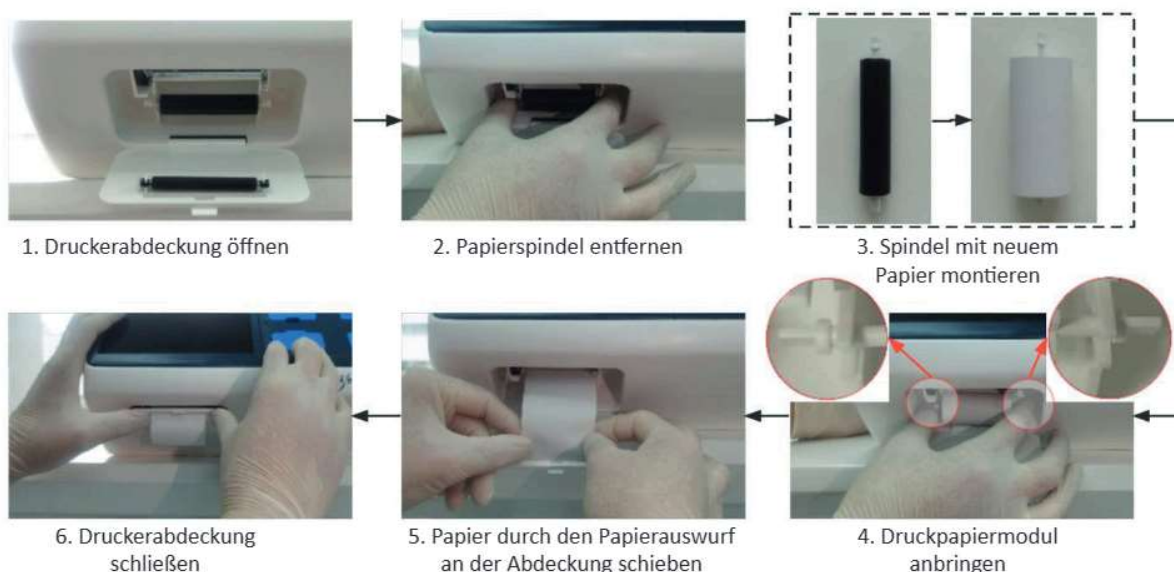 1. Druckerabdeckung öffnen
2. Papierspindel entfernen
3. Spindel mit neuem
Papier montieren
4. Druckpapiermodul
anbringen
5. Papier durch den Papierauswurf
an der Abdeckung schieben
6. Druckerabdeckung
schließen